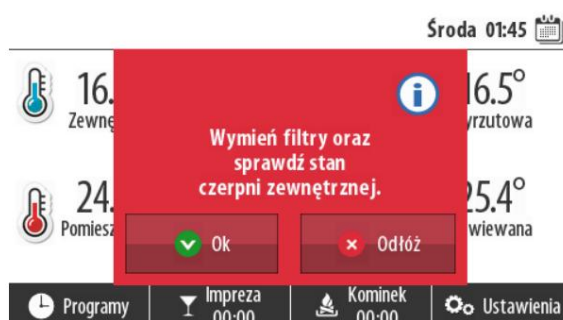 Środa 01:45
16.
Zewnę
16.5°
yrzutowa
Wymień filtry oraz
sprawdź stan
czerpni zewnętrznej.
24.
Pomiesz
25.4°
wiewana
Ok
Odłóż
Programy
Impreza
00:00
Kominek
00:00
Ustawienia